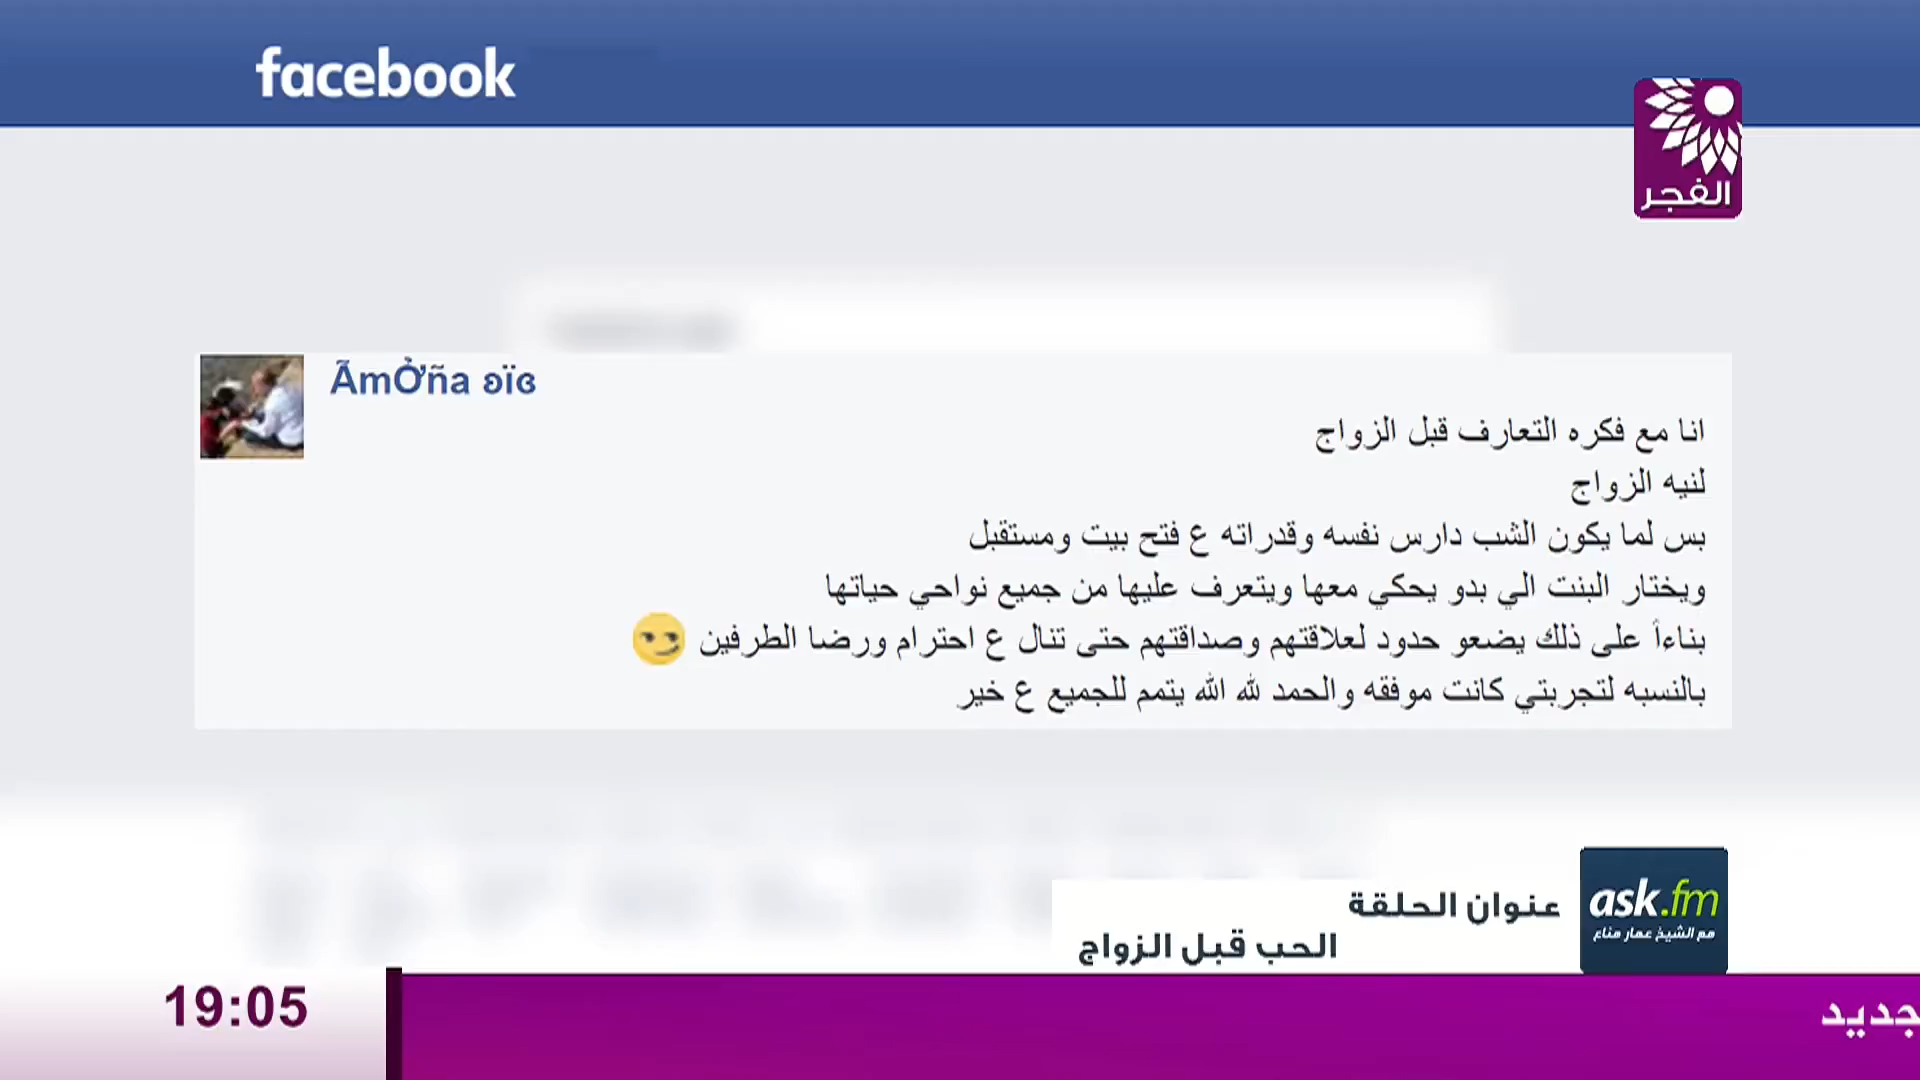 facebook
الفجر
ÃmỞña ʚïɞ
انا مع فكره التعارف قبل الزواج
لنيه الزواج
بس لما يكون الشب دارس نفسه وقدراته ع فتح بيت ومستقبل
ويختار البنت الي بدو يحكي معها ويتعرف عليها من جميع نواحي حياتها
بناءاً على ذلك يضعو حدود لعلاقتهم وصداقتهم حتى تنال ع احترام ورضا الطرفين 😏
بالنسبه لتجربتي كانت موفقه والحمد لله الله يتمم للجميع ع خير
ask.fm
مع الشيخ عمار مناع
عنوان الحلقة
الحب قبل الزواج
19:05
جديد